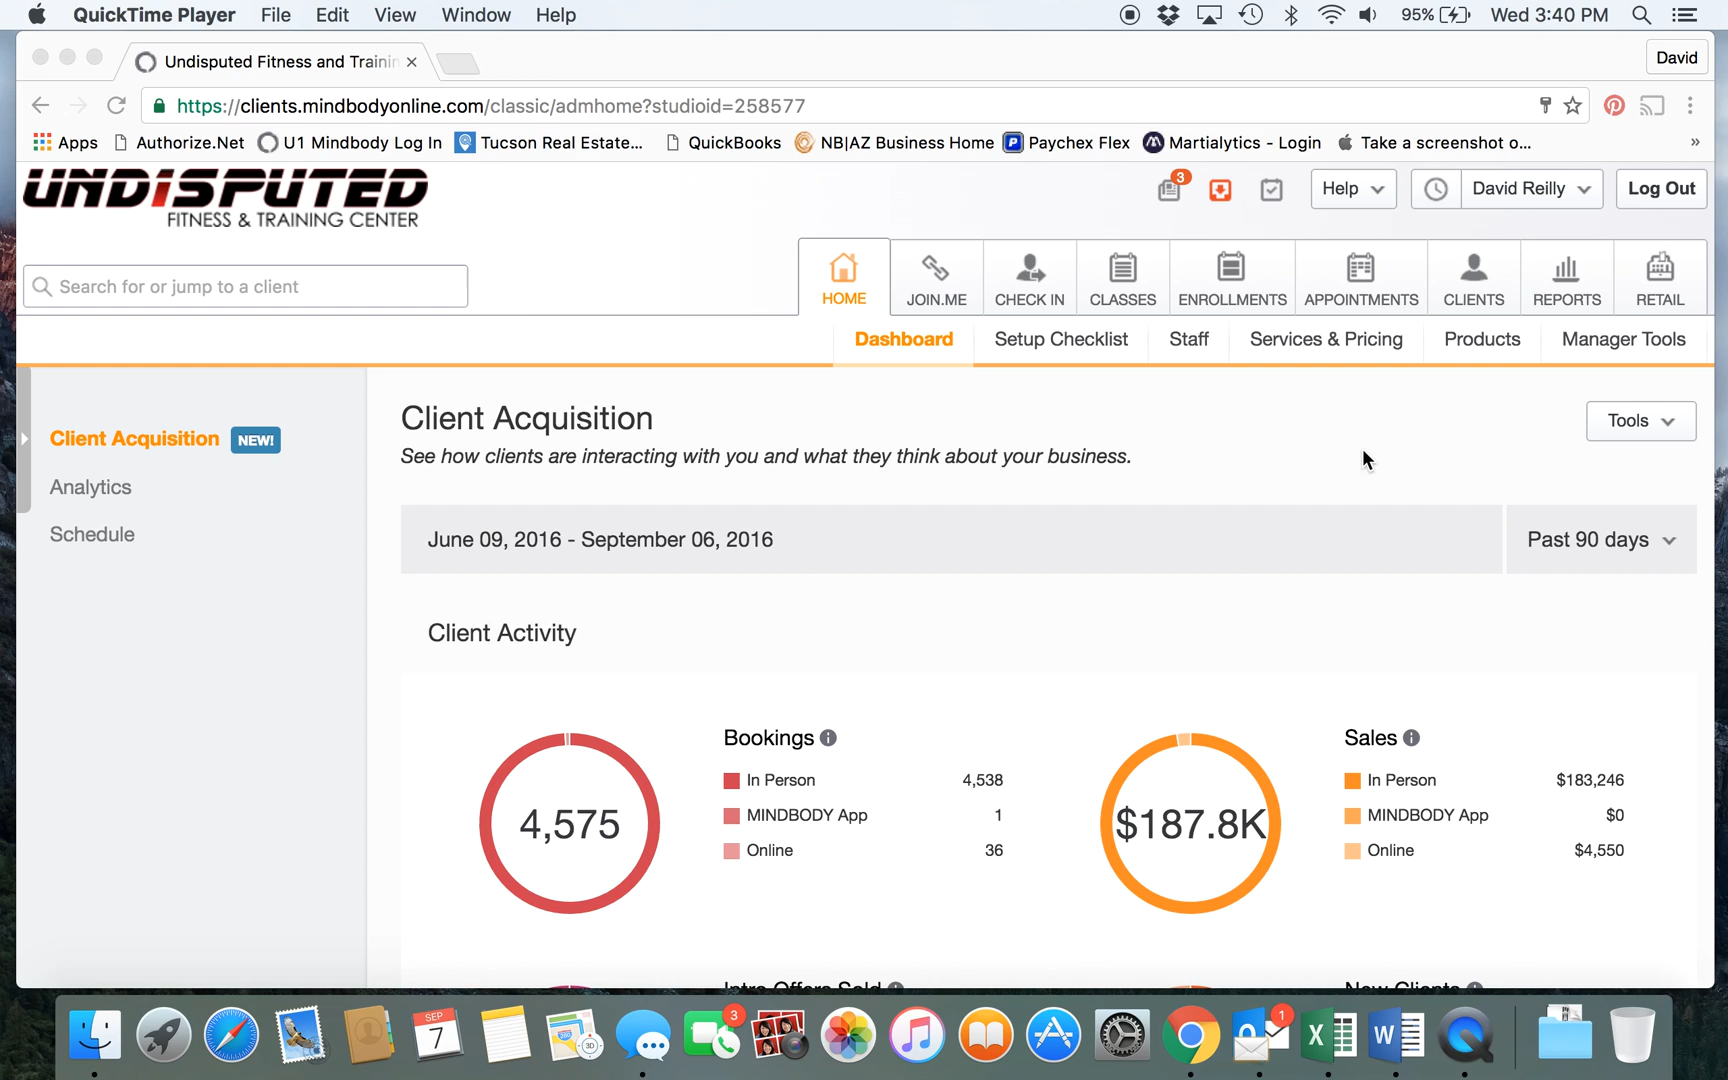 QuickTime Player File Edit View Window Help 95% Wed 3:40 PM
Undisputed Fitness and Trainin David
https://clients.mindbodyonline.com/classic/admhome?studioid=258577
Apps Authorize.Net U1 Mindbody Log In Tucson Real Estate... QuickBooks NB|AZ Business Home Paychex Flex Martialytics - Login Take a screenshot o... »
UNDISPUTED
FITNESS & TRAINING CENTER
3 Help David Reilly Log Out
Search for or jump to a client
HOME JOIN.ME CHECK IN CLASSES ENROLLMENTS APPOINTMENTS CLIENTS REPORTS RETAIL
Dashboard Setup Checklist Staff Services & Pricing Products Manager Tools
Client Acquisition NEW!
Analytics
Schedule
Client Acquisition Tools
See how clients are interacting with you and what they think about your business.
June 09, 2016 - September 06, 2016 Past 90 days
Client Activity
4,575
Bookings
In Person 4,538
MINDBODY App 1
Online 36
$187.8K
Sales
In Person $183,246
MINDBODY App $0
Online $4,550
Intro Offers Sold New Clients
SEP
7
3D
3
1